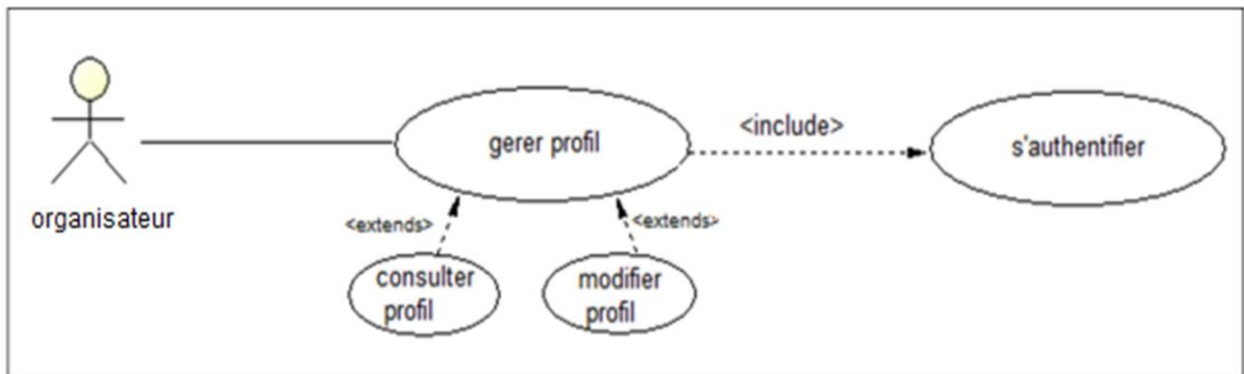 organisateur
gerer profil
<include>
s'authentifier
<extends>
<extends>
consulter
profil
modifier
profil